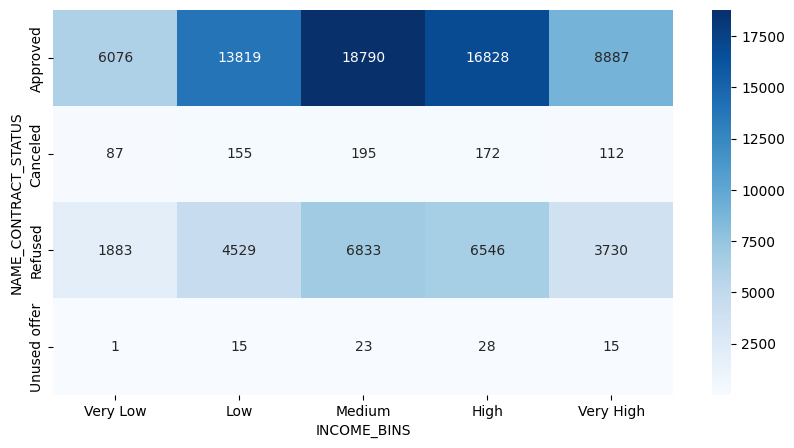 NAME_CONTRACT_STATUS
Approved
6076 13819 18790 16828 8887
Canceled
87 155 195 172 112
Refused
1883 4529 6833 6546 3730
Unused offer
1 15 23 28 15
Very Low Low Medium High Very High
INCOME_BINS
17500
15000
12500
10000
7500
5000
2500